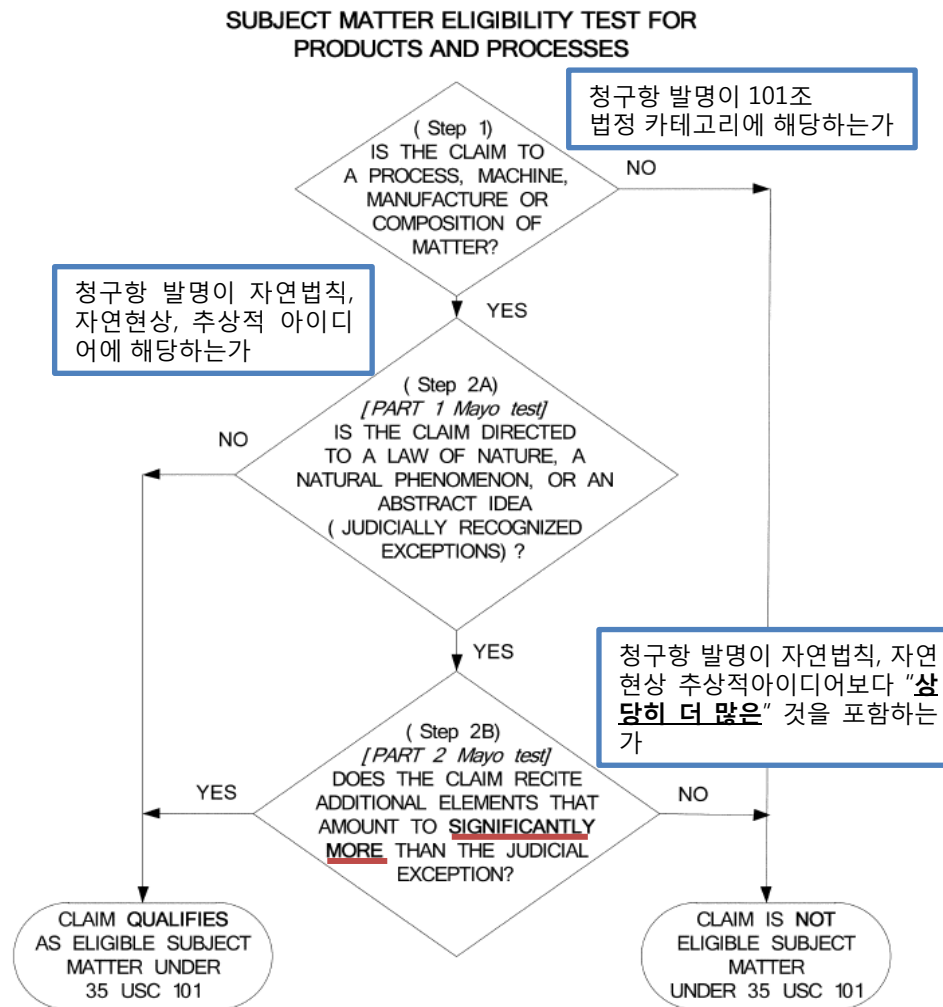 SUBJECT MATTER ELIGIBILITY TEST FOR
PRODUCTS AND PROCESSES
청구항 발명이 101조
법정 카테고리에 해당하는가
( Step 1)
IS THE CLAIM TO
A PROCESS, MACHINE,
MANUFACTURE OR
COMPOSITION OF
MATTER?
NO
YES
청구항 발명이 자연법칙,
자연현상, 추상적 아이디
어에 해당하는가
( Step 2A)
[PART 1 Mayo test]
IS THE CLAIM DIRECTED
TO A LAW OF NATURE, A
NATURAL PHENOMENON, OR AN
ABSTRACT IDEA
( JUDICIALLY RECOGNIZED
EXCEPTIONS) ?
NO
YES
청구항 발명이 자연법칙, 자연
현상 추상적아이디어보다 "상
당히 더 많은" 것을 포함하는
가
( Step 2B)
[PART 2 Mayo test]
DOES THE CLAIM RECITE
ADDITIONAL ELEMENTS THAT
AMOUNT TO SIGNIFICANTLY
MORE THAN THE JUDICIAL
EXCEPTION?
YES
NO
CLAIM QUALIFIES
AS ELIGIBLE SUBJECT
MATTER UNDER
35 USC 101
CLAIM IS NOT
ELIGIBLE SUBJECT
MATTER
UNDER 35 USC 101